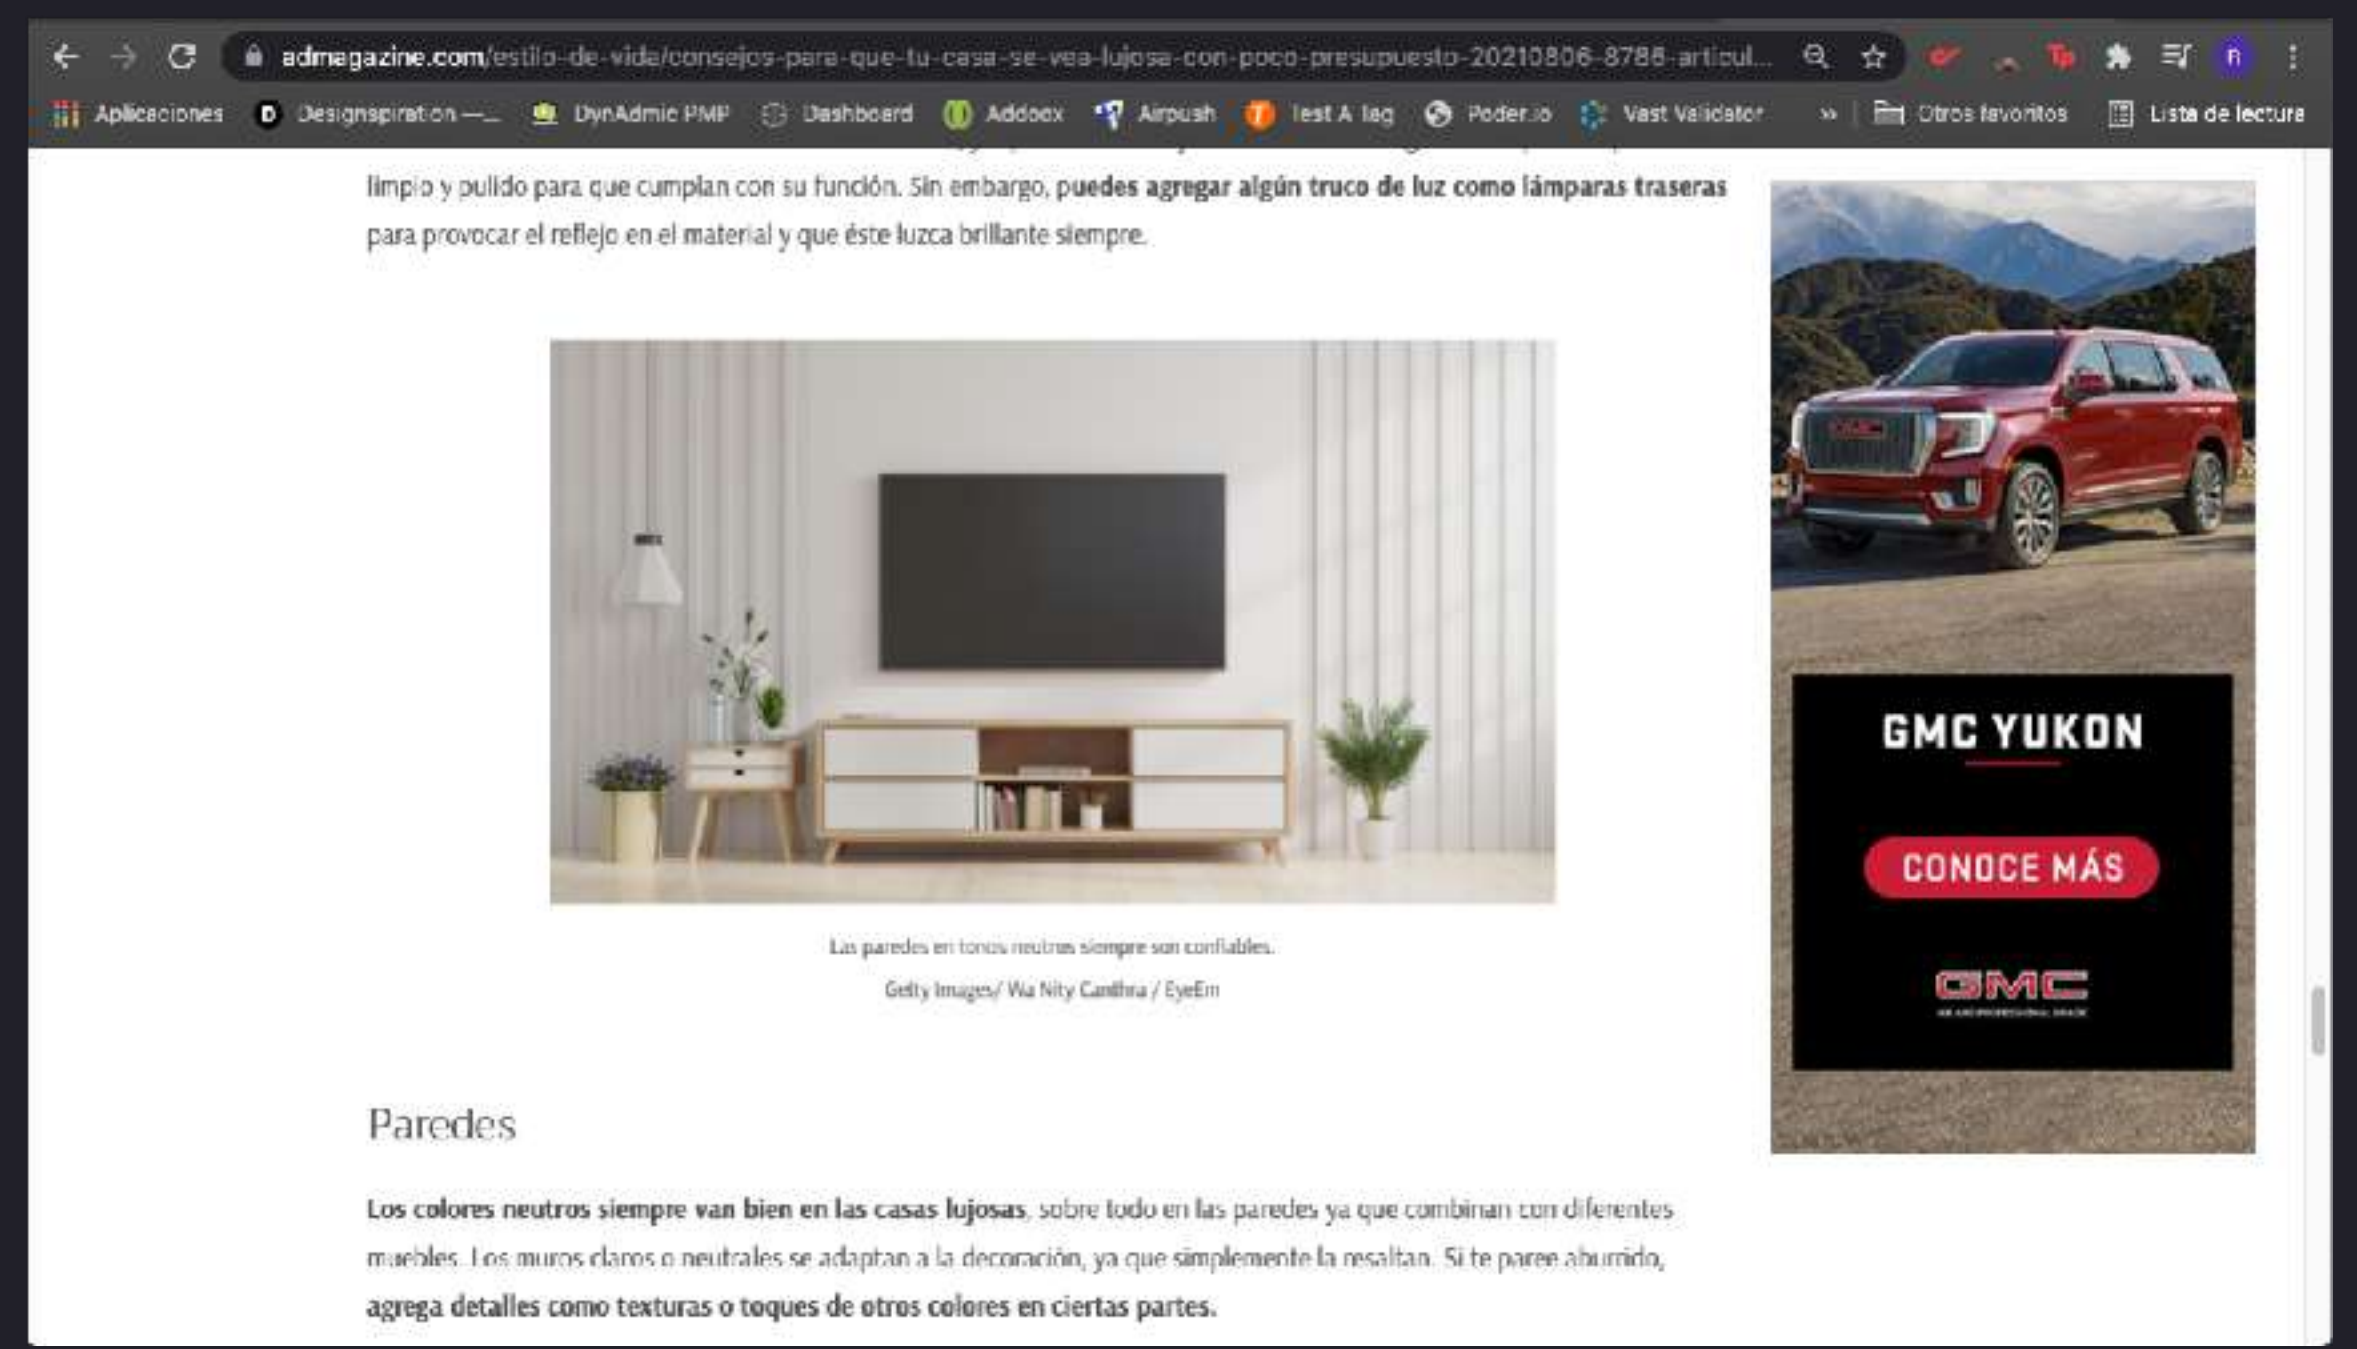 admagazine.com/estilo-de-vida/consejos-para-que-tu-casa-se-vea-lujosa-con-poco-presupuesto-20210806-8786-articul...
R
Aplicaciones
D
Designspiration —...
DynAdmic PMP
Dashboard
Addoox
Airpush
Test A Tag
Poder.io
Vast Validator
»
Otros favoritos
Lista de lectura
limpio y pulido para que cumplan con su función. Sin embargo, puedes agregar algún truco de luz como lámparas traseras
para provocar el reflejo en el material y que éste luzca brillante siempre.
GMC
GMC YUKON
CONOCE MÁS
GMC
Las paredes en tonos neutros siempre son confiables.
Getty Images/ Wa Nity Canthra / EyeEm
Paredes
Los colores neutros siempre van bien en las casas lujosas, sobre todo en las paredes ya que combinan con diferentes
muebles. Los muros claros o neutrales se adaptan a la decoración, ya que simplemente la resaltan. Si te paree aburrido,
agrega detalles como texturas o toques de otros colores en ciertas partes.